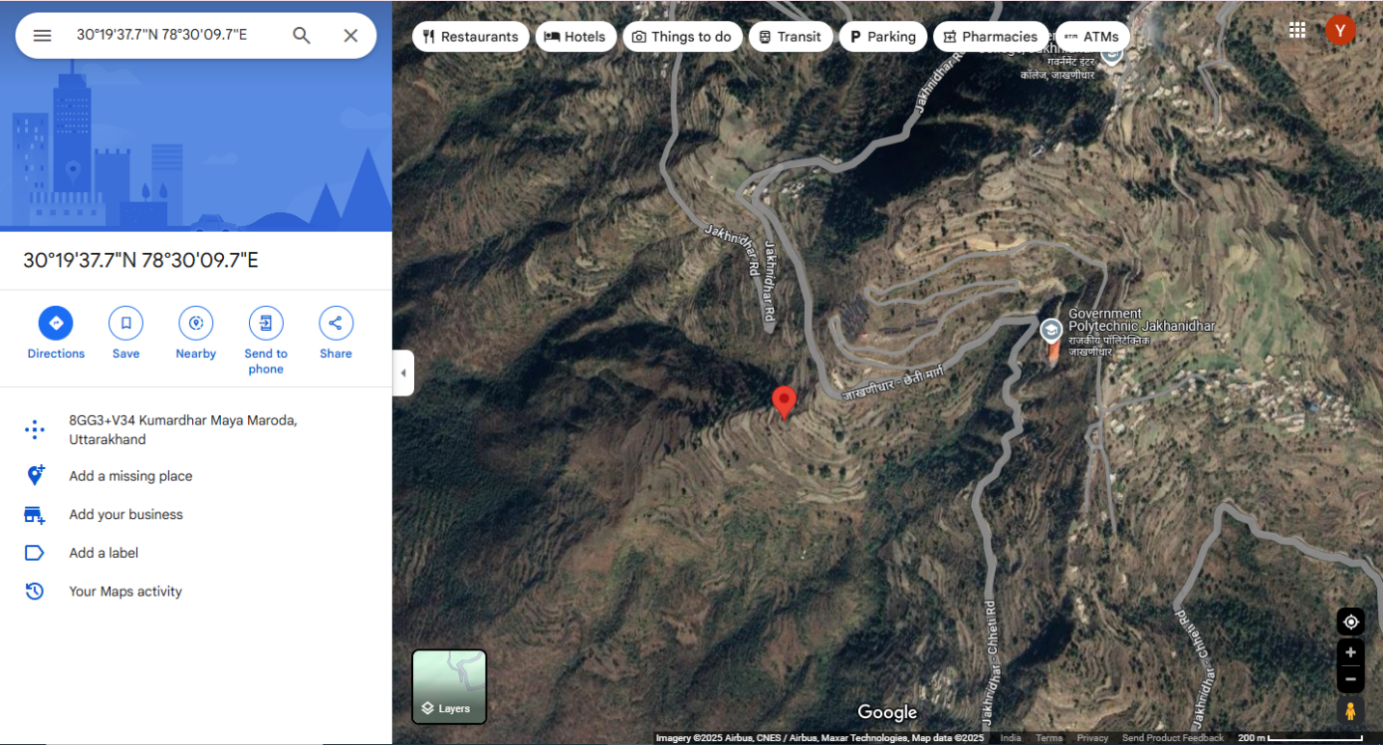 30°19'37.7"N 78°30'09.7"E
Restaurants
Hotels
Things to do
Transit
Parking
Pharmacies
ATMs
Y
30°19'37.7"N 78°30'09.7"E
Directions
Save
Nearby
Send to
phone
Share
8GG3+V34 Kumardhar Maya Maroda,
Uttarakhand
Add a missing place
Add your business
Add a label
Your Maps activity
गवर्नमेंट इंटर
कॉलेज, जाखणीधार
Jakhnidhar Rd
Jakhnidhar Rd
Jakhnidhar Rd
Government
Polytechnic Jakhanidhar
राजकीय पॉलिटेक्निक
जाखणीधार
जाखणीधार - छेती मार्ग
Jakhnidhar - Chheti Rd
Jakhnidhar - Chheti Rd
Layers
Google
Imagery ©2025 Airbus, CNES / Airbus, Maxar Technologies, Map data ©2025
India
Terms
Privacy
Send Product Feedback
200 m